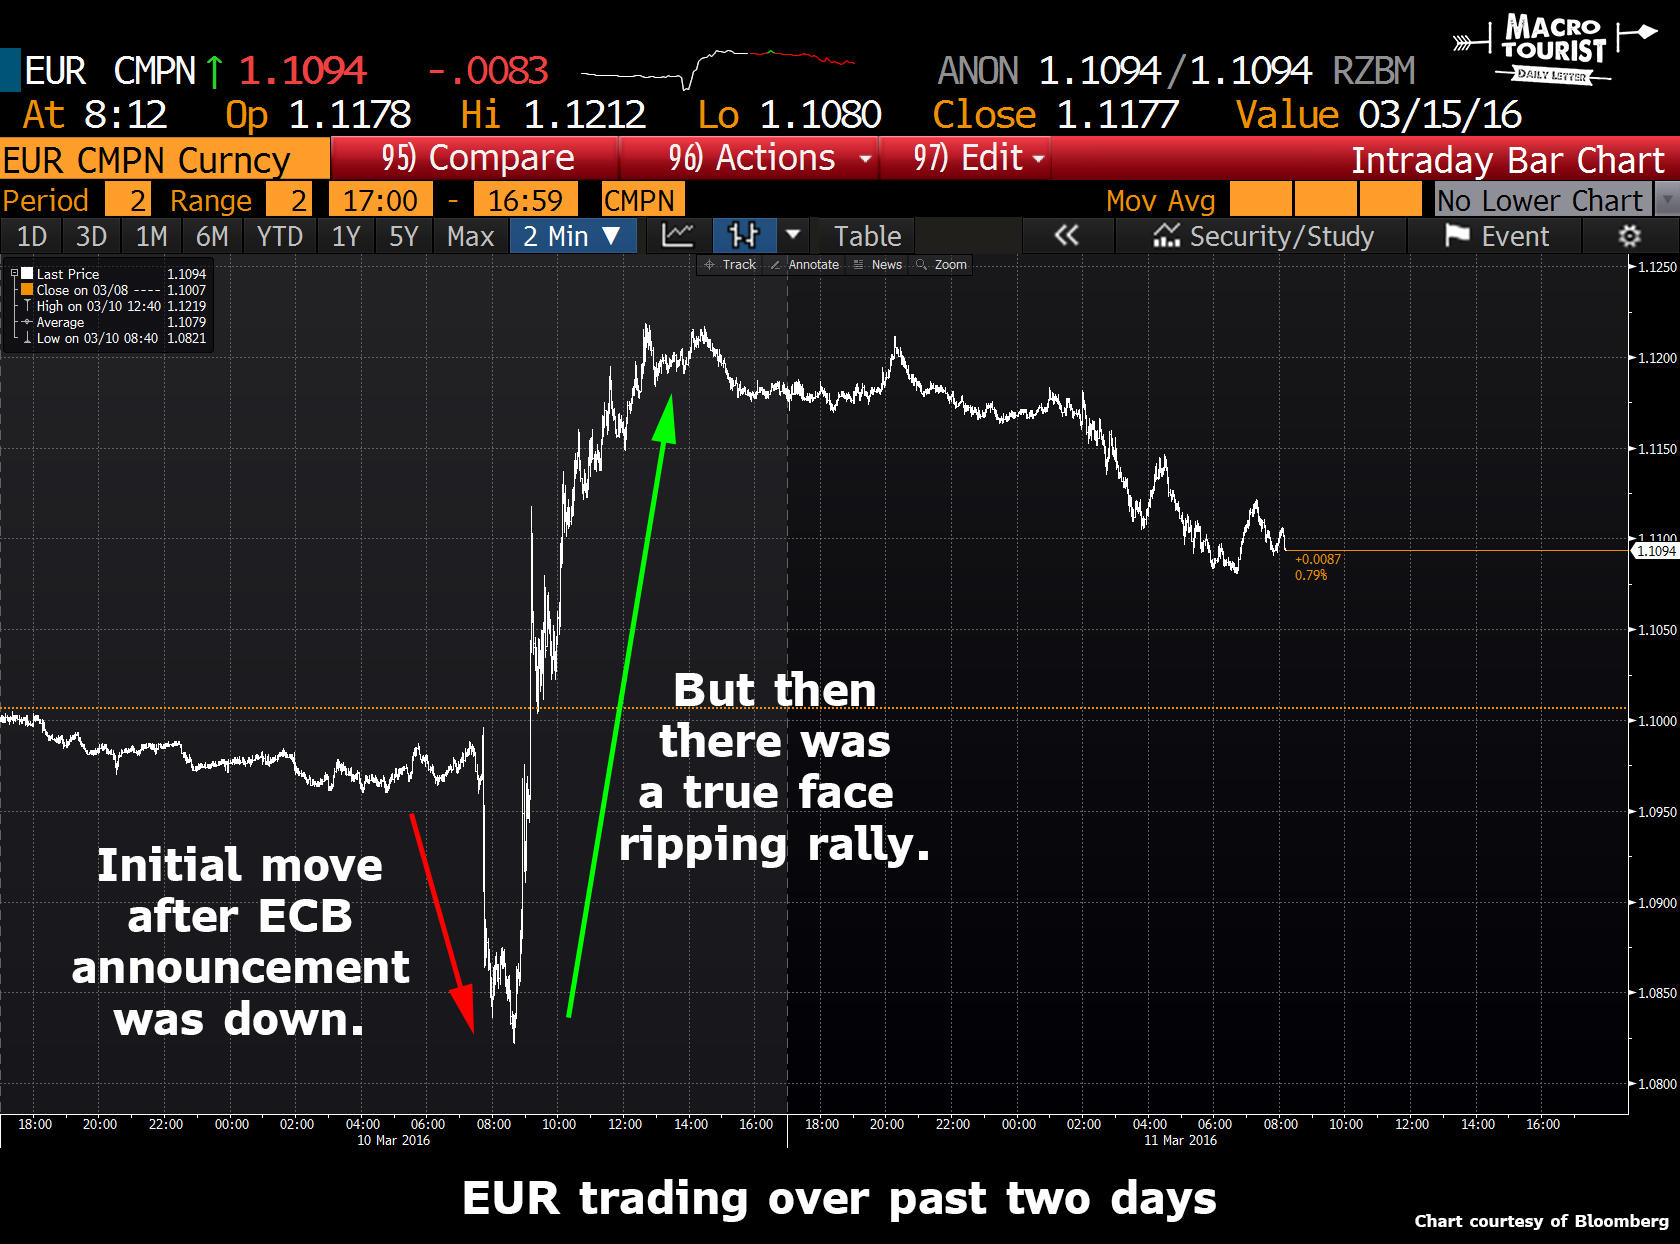 MACRO
TOURIST
DAILY LETTER
EUR CMPN ↑ 1.1094 -.0083 ANON 1.1094/1.1094 RZBM
At 8:12 Op 1.1178 Hi 1.1212 Lo 1.1080 Close 1.1177 Value 03/15/16
EUR CMPN Curncy 95) Compare 96) Actions 97) Edit Intraday Bar Chart
Period 2 Range 2 17:00 - 16:59 CMPN Mov Avg No Lower Chart
1D 3D 1M 6M YTD 1Y 5Y Max 2 Min ▼ Table « Security/Study Event
Track Annotate News Zoom
Last Price 1.1094
Close on 03/08 ---- 1.1007
High on 03/10 12:40 1.1219
Average 1.1079
Low on 03/10 08:40 1.0821
1.1250
1.1200
1.1150
1.1100
1.1094
+0.0087
0.79%
1.1050
1.1000
1.0950
1.0900
1.0850
1.0800
But then
there was
a true face
ripping rally.
Initial move
after ECB
announcement
was down.
18:00 20:00 22:00 00:00 02:00 04:00 06:00 08:00 10:00 12:00 14:00 16:00 18:00 20:00 22:00 00:00 02:00 04:00 06:00 08:00 10:00 12:00 14:00 16:00
10 Mar 2016 11 Mar 2016
EUR trading over past two days
Chart courtesy of Bloomberg